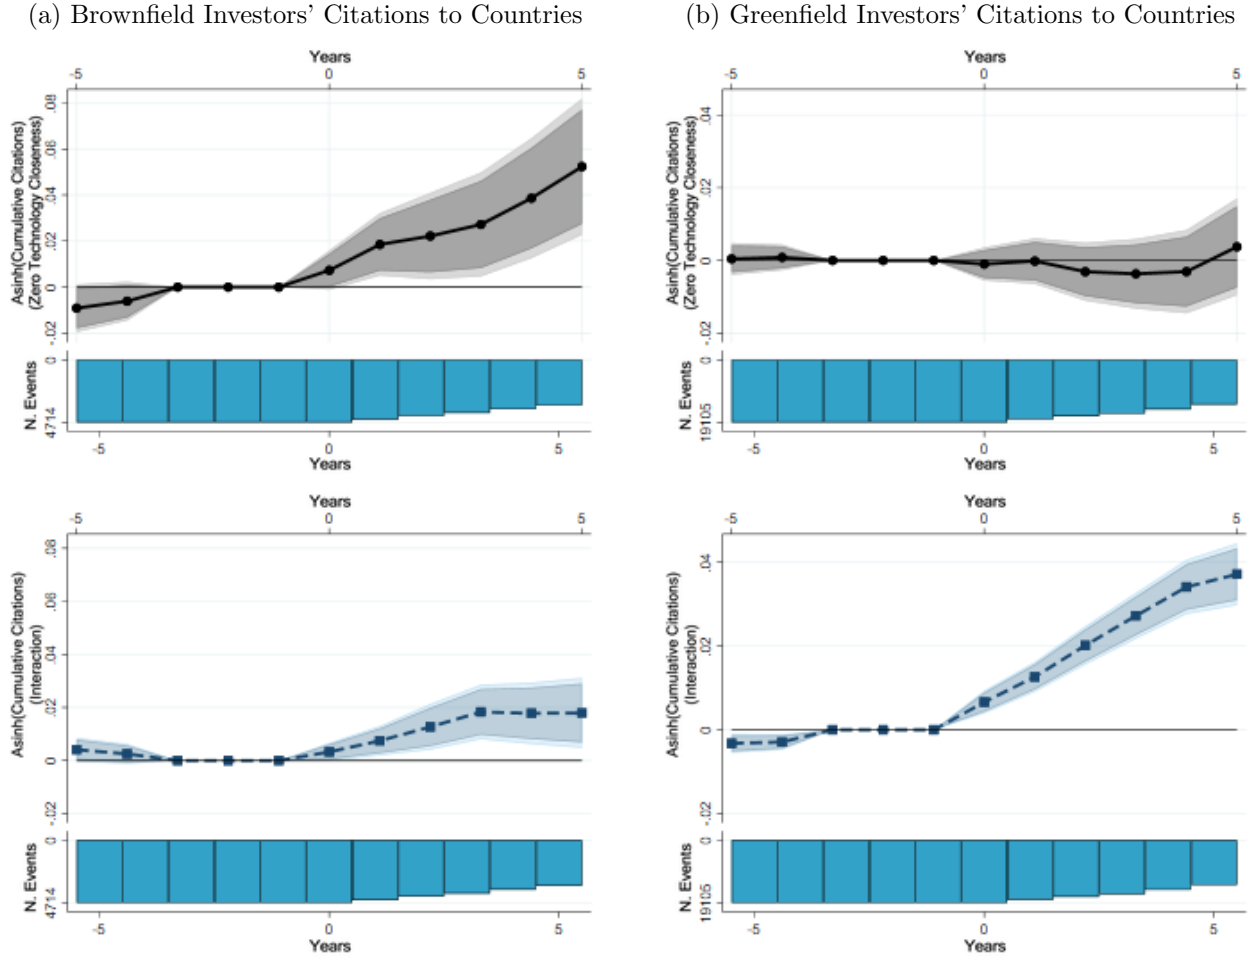 (a) Brownfield Investors' Citations to Countries
Years
-5 0 5
Asinh(Cumulative Citations)
(Zero Technology Closeness)
.08
.06
.04
.02
0
-.02
N. Events
0
4714
-5 0 5
Years
(b) Greenfield Investors' Citations to Countries
Years
-5 0 5
Asinh(Cumulative Citations)
(Zero Technology Closeness)
.04
.02
0
-.02
N. Events
0
19105
-5 0 5
Years
Years
-5 0 5
Asinh(Cumulative Citations)
(Interaction)
.08
.06
.04
.02
0
-.02
N. Events
0
4714
-5 0 5
Years
Years
-5 0 5
Asinh(Cumulative Citations)
(Interaction)
.04
.02
0
-.02
N. Events
0
19105
-5 0 5
Years